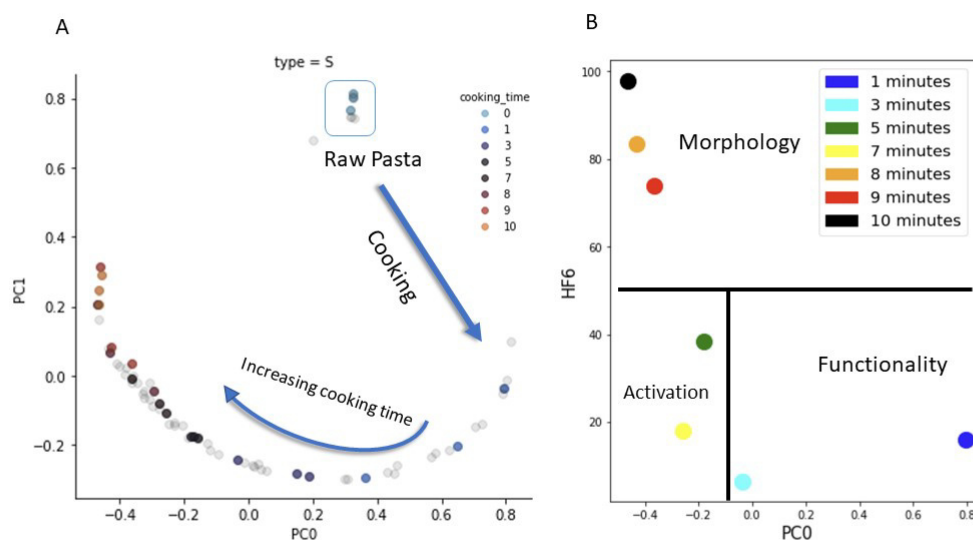 A
type = S
cooking_time
0
1
3
5
7
8
9
10
Raw Pasta
Cooking
Increasing cooking time
PC1
0.8
0.6
0.4
0.2
0.0
−0.2
−0.4
−0.2
0.0
0.2
0.4
0.6
0.8
PC0
B
1 minutes
3 minutes
5 minutes
7 minutes
8 minutes
9 minutes
10 minutes
Morphology
Activation
Functionality
HF6
100
80
60
40
20
−0.4
−0.2
0.0
0.2
0.4
0.6
0.8
PC0